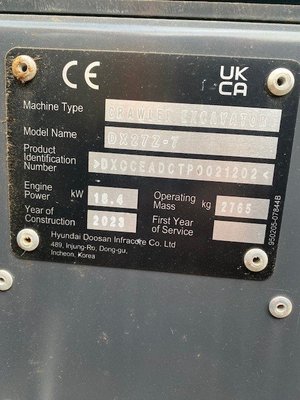 CE UK CA
Machine Type CRAWLER EXCAVATOR
Model Name DX27Z-7
Product Identification Number >DXCCEADCTP0021202<
Engine Power kW 18.4 Operating Mass kg 2765
Year of Construction 2023 First Year of Service
Hyundai Doosan Infracore Co. Ltd
489, Injung-Ro, Dong-gu,
Incheon, Korea
950205-07844B